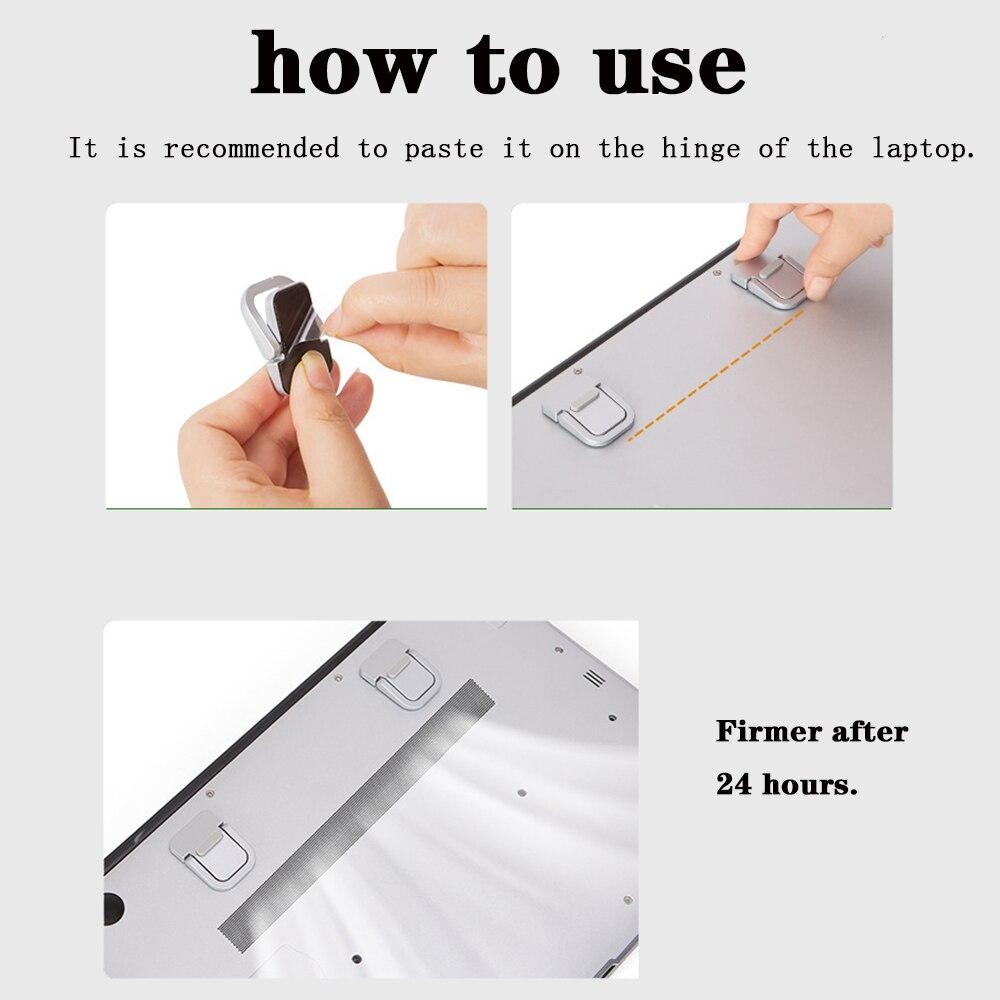 how to use
It is recommended to paste it on the hinge of the laptop.
Firmer after
24 hours.